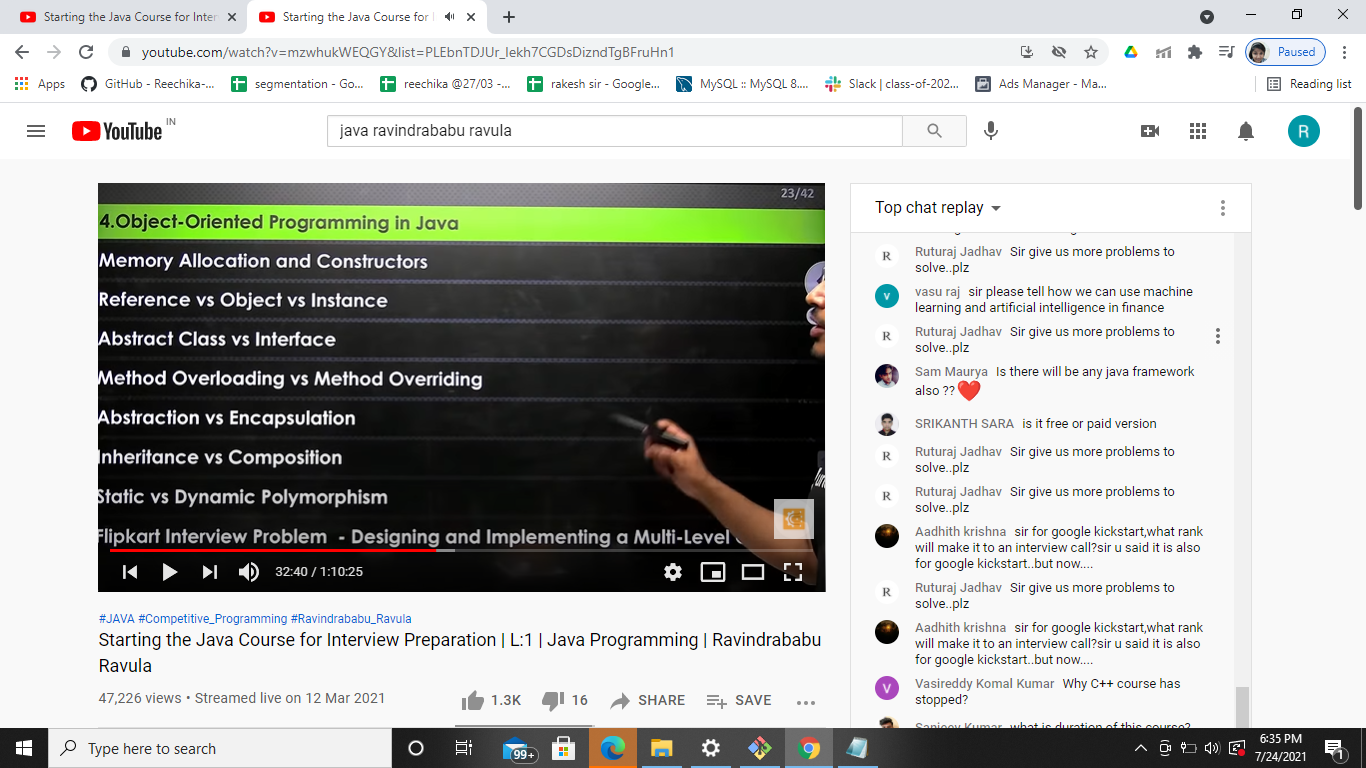 Starting the Java Course for Inter
Starting the Java Course for
youtube.com/watch?v=mzwhukWEQGY&list=PLEbnTDJUr_Iekh7CGDsDizndTgBFruHn1
Paused
Apps
GitHub - Reechika-...
segmentation - Go...
reechika @27/03 -...
rakesh sir - Google...
MySQL :: MySQL 8....
Slack | class-of-202...
Ads Manager - Ma...
Reading list
YouTube IN
java ravindrababu ravula
R
23/42
4.Object-Oriented Programming in Java
Memory Allocation and Constructors
Reference vs Object vs Instance
Abstract Class vs Interface
Method Overloading vs Method Overriding
Abstraction vs Encapsulation
Inheritance vs Composition
Static vs Dynamic Polymorphism
Flipkart Interview Problem - Designing and Implementing a Multi-Level
32:40 / 1:10:25
#JAVA #Competitive_Programming #Ravindrababu_Ravula
Starting the Java Course for Interview Preparation | L:1 | Java Programming | Ravindrababu
Ravula
47,226 views • Streamed live on 12 Mar 2021
1.3K
16
SHARE
SAVE
Top chat replay
R Ruturaj Jadhav Sir give us more problems to
solve..plz
v vasu raj sir please tell how we can use machine
learning and artificial intelligence in finance
R Ruturaj Jadhav Sir give us more problems to
solve..plz
Sam Maurya Is there will be any java framework
also ??❤️
SRIKANTH SARA is it free or paid version
R Ruturaj Jadhav Sir give us more problems to
solve..plz
R Ruturaj Jadhav Sir give us more problems to
solve..plz
Aadhith krishna sir for google kickstart,what rank
will make it to an interview call?sir u said it is also
for google kickstart..but now....
R Ruturaj Jadhav Sir give us more problems to
solve..plz
Aadhith krishna sir for google kickstart,what rank
will make it to an interview call?sir u said it is also
for google kickstart..but now....
V Vasireddy Komal Kumar Why C++ course has
stopped?
Sanjeev Kumar what is duration of this course?
Type here to search
99+
6:35 PM
7/24/2021
1